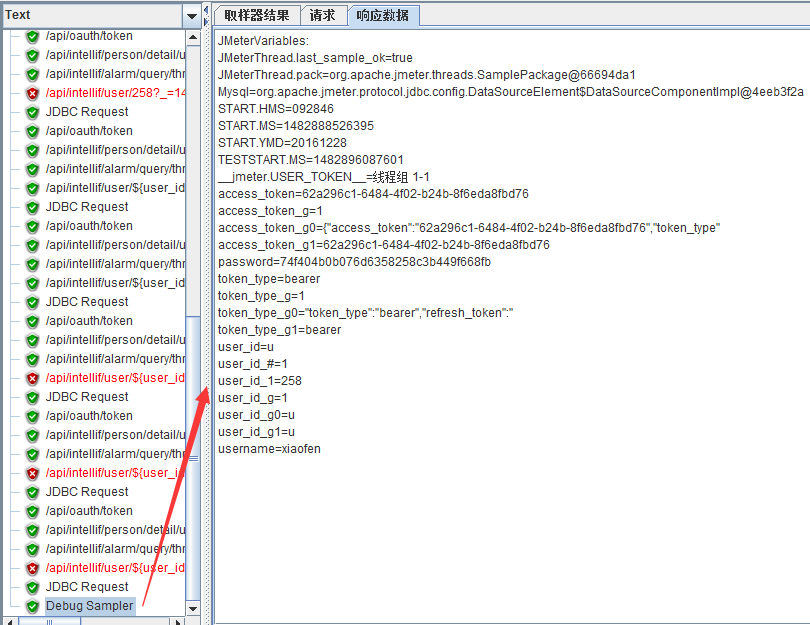 Text
/api/oauth/token
/api/intellif/person/detail/u
/api/intellif/alarm/query/thr
/api/intellif/user/258?_=14
JDBC Request
/api/oauth/token
/api/intellif/person/detail/u
/api/intellif/alarm/query/thr
/api/intellif/user/${user_id
JDBC Request
/api/oauth/token
/api/intellif/person/detail/u
/api/intellif/alarm/query/thr
/api/intellif/user/${user_id
JDBC Request
/api/oauth/token
/api/intellif/person/detail/u
/api/intellif/alarm/query/thr
/api/intellif/user/${user_id
JDBC Request
/api/oauth/token
/api/intellif/person/detail/u
/api/intellif/alarm/query/thr
/api/intellif/user/${user_id
JDBC Request
/api/oauth/token
/api/intellif/person/detail/u
/api/intellif/alarm/query/thr
/api/intellif/user/${user_id
JDBC Request
Debug Sampler
取样器结果 请求 响应数据
JMeterVariables:
JMeterThread.last_sample_ok=true
JMeterThread.pack=org.apache.jmeter.threads.SamplePackage@66694da1
Mysql=org.apache.jmeter.protocol.jdbc.config.DataSourceElement$DataSourceComponentImpl@4eeb3f2a
START.HMS=092846
START.MS=1482888526395
START.YMD=20161228
TESTSTART.MS=1482896087601
__jmeter.USER_TOKEN__=线程组 1-1
access_token=62a296c1-6484-4f02-b24b-8f6eda8fbd76
access_token_g=1
access_token_g0={"access_token":"62a296c1-6484-4f02-b24b-8f6eda8fbd76","token_type"
access_token_g1=62a296c1-6484-4f02-b24b-8f6eda8fbd76
password=74f404b0b076d6358258c3b449f668fb
token_type=bearer
token_type_g=1
token_type_g0="token_type":"bearer","refresh_token":"
token_type_g1=bearer
user_id=u
user_id_#=1
user_id_1=258
user_id_g=1
user_id_g0=u
user_id_g1=u
username=xiaofen